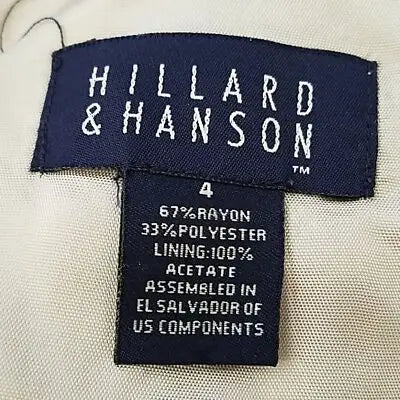 HILLARD
& HANSON
™
4
67%RAYON
33%POLYESTER
LINING:100%
ACETATE
ASSEMBLED IN
EL SALVADOR OF
US COMPONENTS